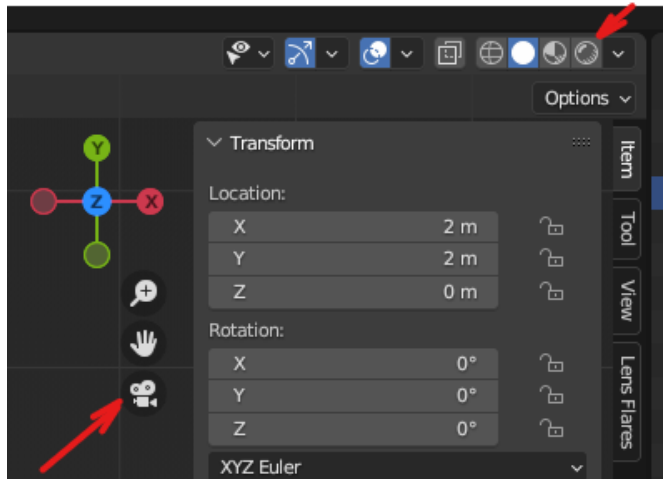 Options
Transform
Item
Tool
View
Lens Flares
Y
Z
X
Location:
X 2 m
Y 2 m
Z 0 m
Rotation:
X 0°
Y 0°
Z 0°
XYZ Euler